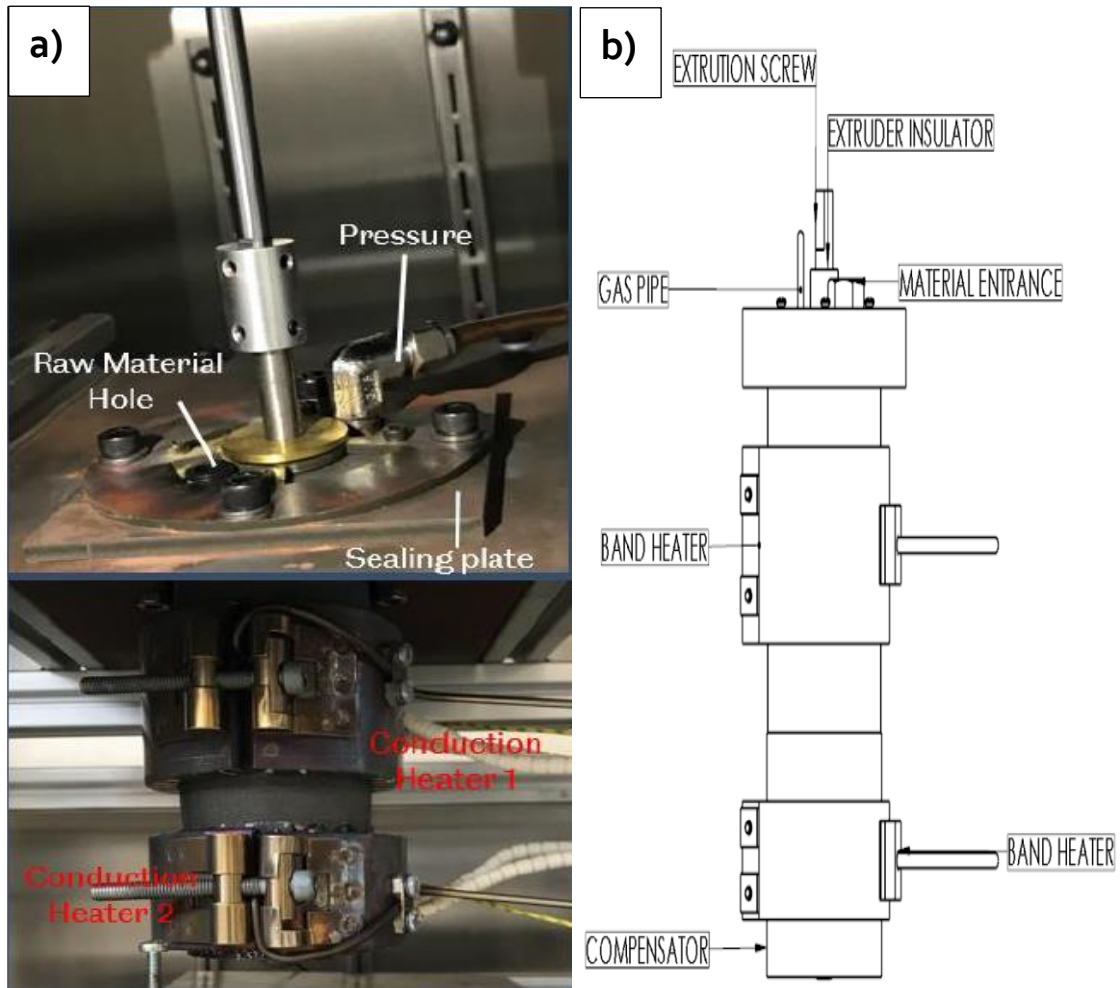 a)
Pressure
Raw Material
Hole
Sealing plate
Conduction
Heater 1
Conduction
Heater 2
b)
EXTRUTION SCREW
EXTRUDER INSULATOR
GAS PIPE
MATERIAL ENTRANCE
BAND HEATER
BAND HEATER
COMPENSATOR